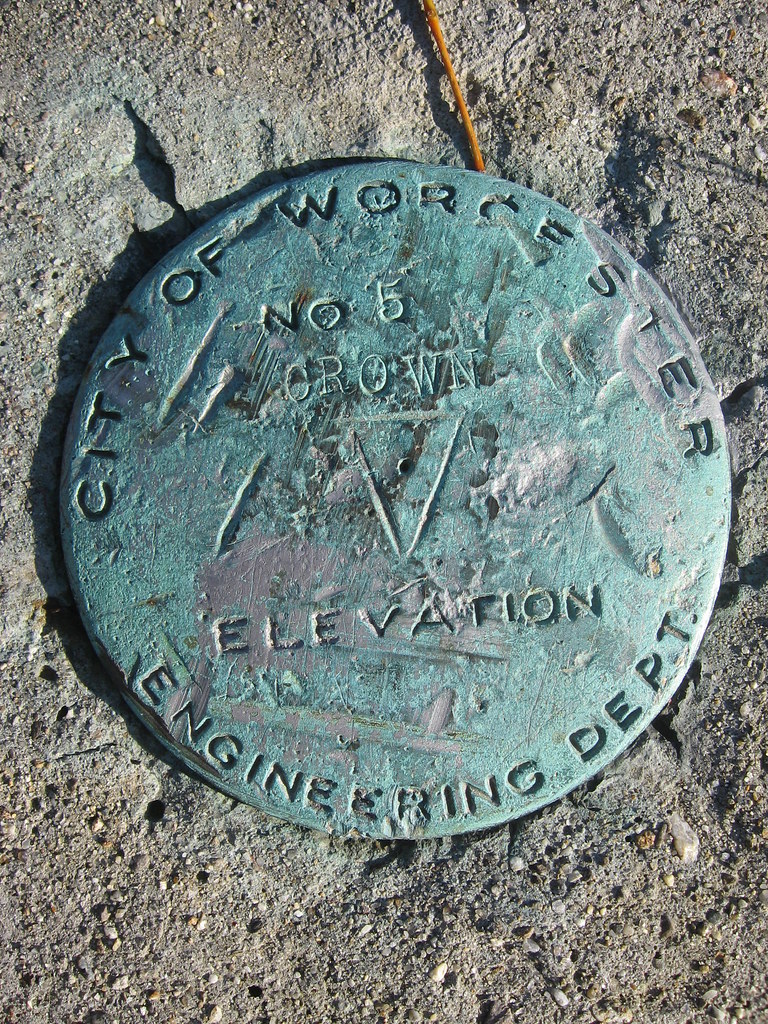 CITY OF WORCESTER
No 5
CROWN
ELEVATION
ENGINEERING DEPT.